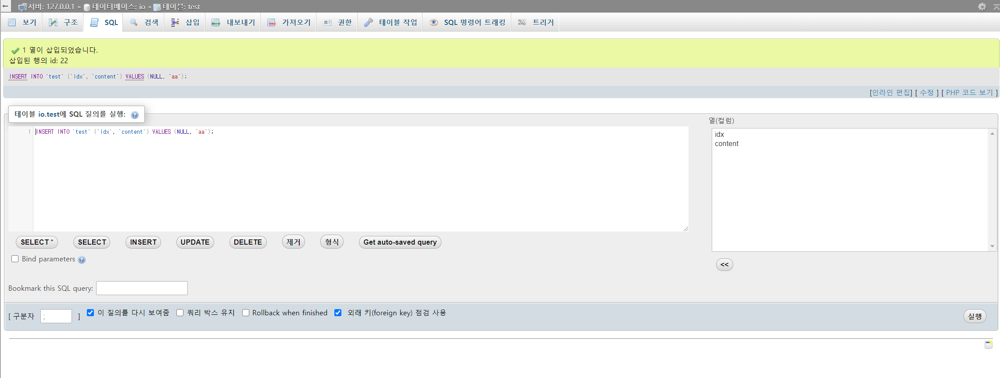 ← 서버: 127.0.0.1 » 데이터베이스: io » 테이블: test
보기 구조 SQL 검색 삽입 내보내기 가져오기 권한 테이블 작업 SQL 명령어 트래킹 트리거
1 열이 삽입되었습니다.
삽입된 행의 id: 22
INSERT INTO `test` (`idx`, `content`) VALUES (NULL, 'aa');
[인라인 편집] [ 수정 ] [ PHP 코드 보기 ]
테이블 io.test에 SQL 질의를 실행:
열(컬럼)
1 INSERT INTO `test` (`idx`, `content`) VALUES (NULL, 'aa');
idx
content
SELECT * SELECT INSERT UPDATE DELETE 제거 형식 Get auto-saved query
Bind parameters
<<
Bookmark this SQL query:
[ 구분자 ; ] 이 질의를 다시 보여줌 쿼리 박스 유지 Rollback when finished 외래 키(foreign key) 점검 사용
실행